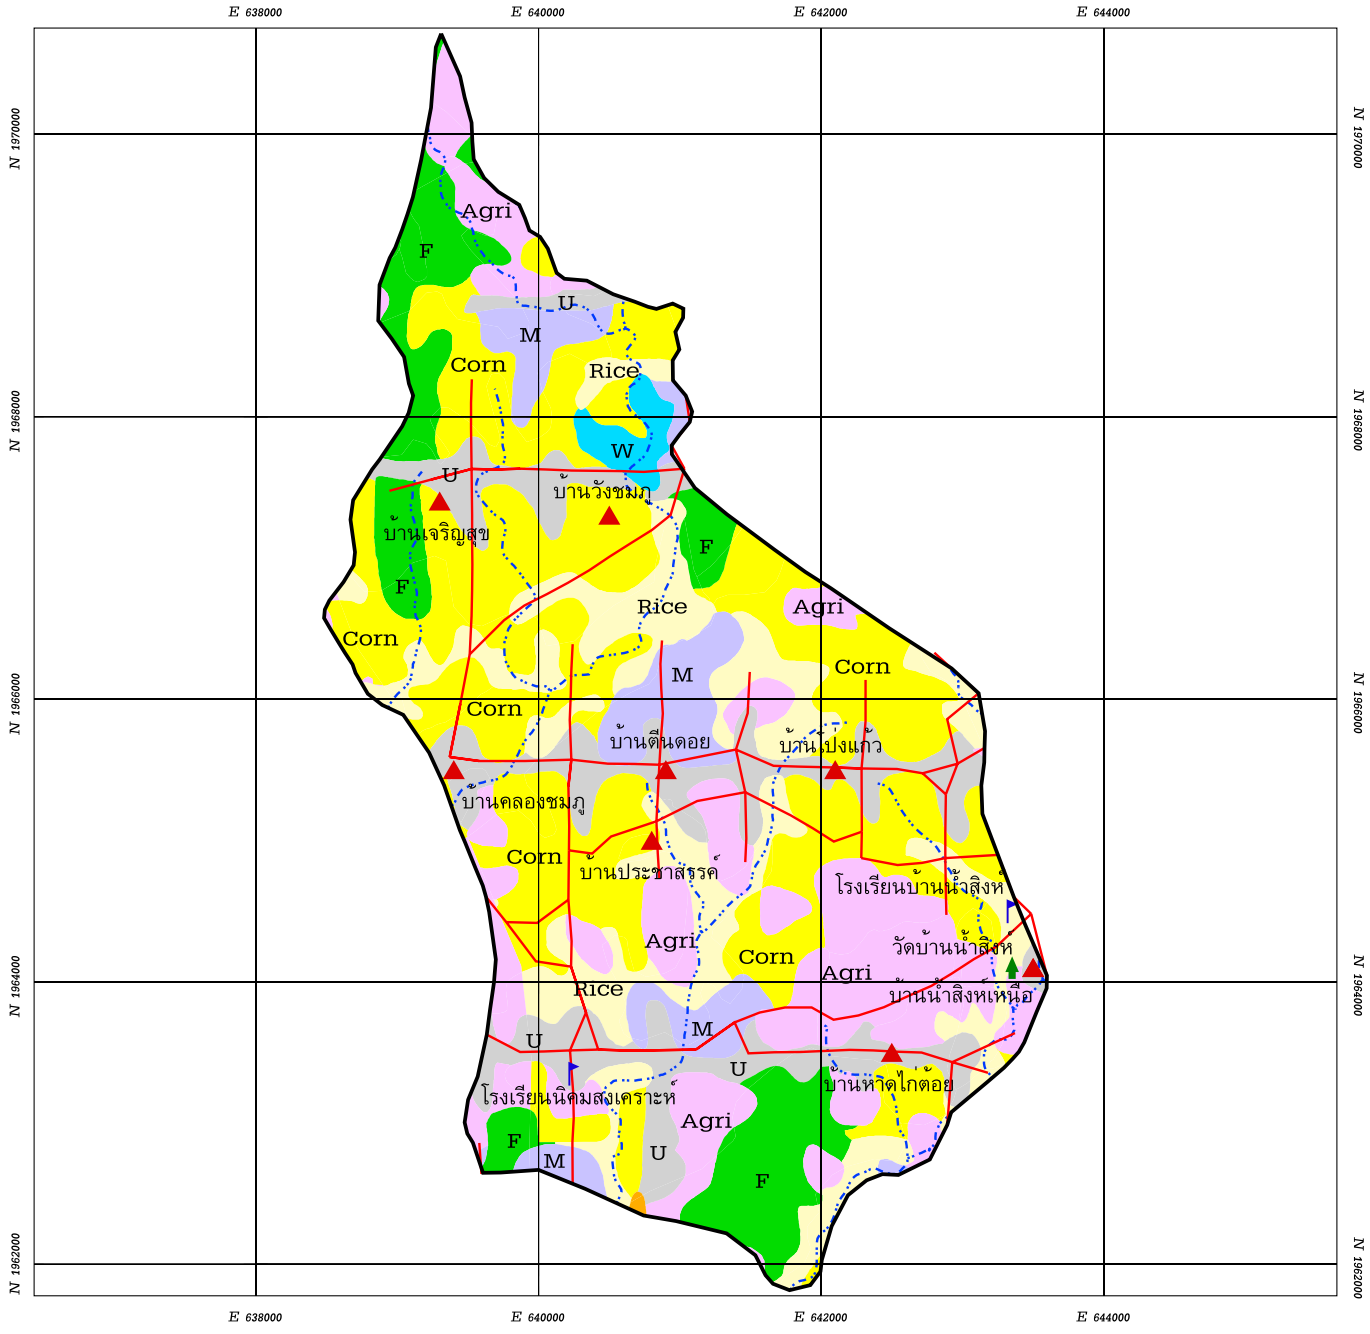 E 638000
E 640000
E 642000
E 644000
N 1970000
N 1970000
Agri
F
U
M
Corn
Rice
N 1968000
N 1968000
W
U
บ้านวังชมภู
บ้านเจริญสุข
F
F
Rice
Agri
Corn
Corn
M
N 1966000
N 1966000
Corn
บ้านตีนดอย
บ้านโป่งแก้ว
บ้านคลองชมภู
Corn
บ้านประชาสรรค์
โรงเรียนบ้านน้ำสิงห์
Agri
วัดบ้านน้ำสิงห์
Corn
Agri
N 1964000
N 1964000
Rice
บ้านน้ำสิงห์เหนือ
M
U
U
บ้านหาดไก่ต้อย
โรงเรียนนิคมสงเคราะห์
Agri
F
U
M
F
N 1962000
N 1962000
E 638000
E 640000
E 642000
E 644000